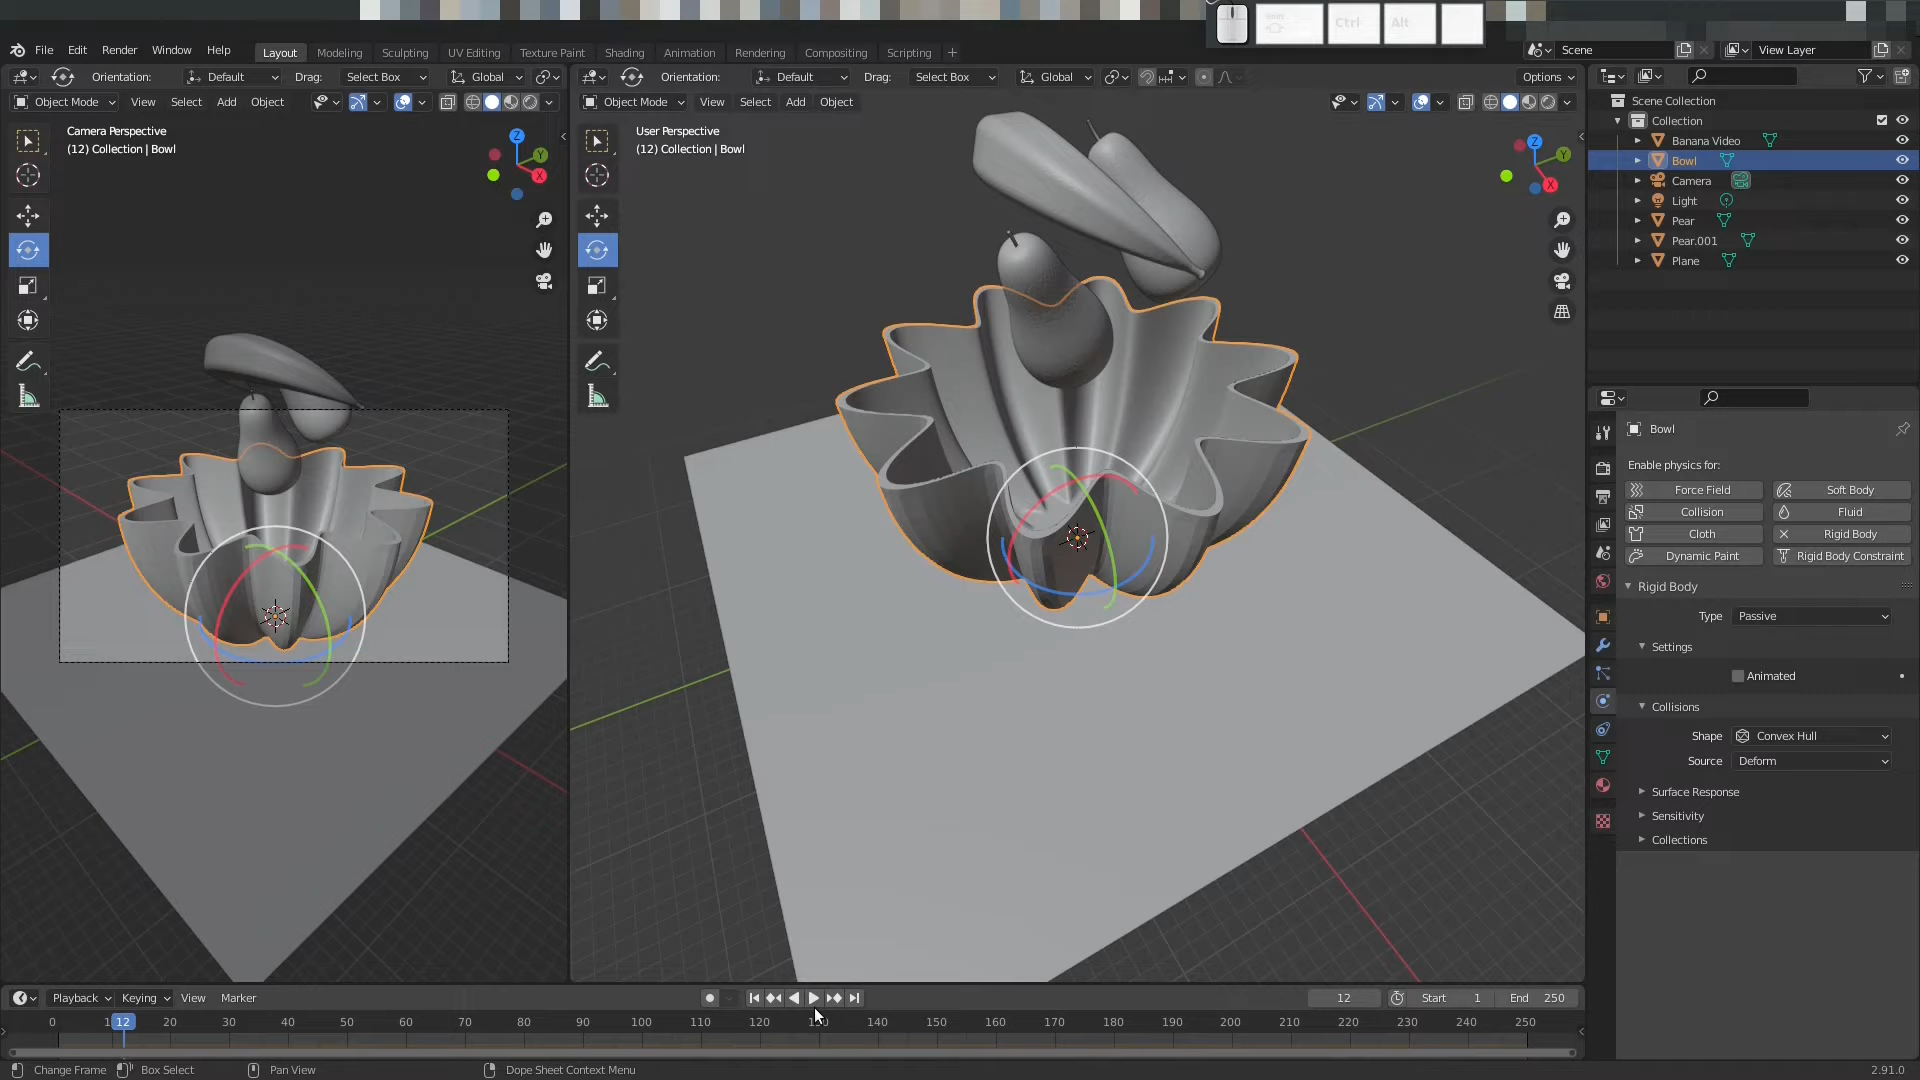 Ctrl
Alt
File Edit Render Window Help
Layout Modeling Sculpting UV Editing Texture Paint Shading Animation Rendering Compositing Scripting
Scene
View Layer
Orientation: Default Drag: Select Box Global
Orientation: Default Drag: Select Box Global
Options
Object Mode View Select Add Object
Object Mode View Select Add Object
Camera Perspective
(12) Collection | Bowl
User Perspective
(12) Collection | Bowl
Z
Y
X
Z
Y
X
Scene Collection
Collection
Banana Video
Bowl
Camera
Light
Pear
Pear.001
Plane
Bowl
Enable physics for:
Force Field Soft Body
Collision Fluid
Cloth Rigid Body
Dynamic Paint Rigid Body Constraint
Rigid Body
Type Passive
Settings
Animated
Collisions
Shape Convex Hull
Source Deform
Surface Response
Sensitivity
Collections
Playback Keying View Marker
12 Start 1 End 250
0 12 20 30 40 50 60 70 80 90 100 110 120 140 150 160 170 180 190 200 210 220 230 240 250
Change Frame Box Select Pan View Dope Sheet Context Menu
2.91.0